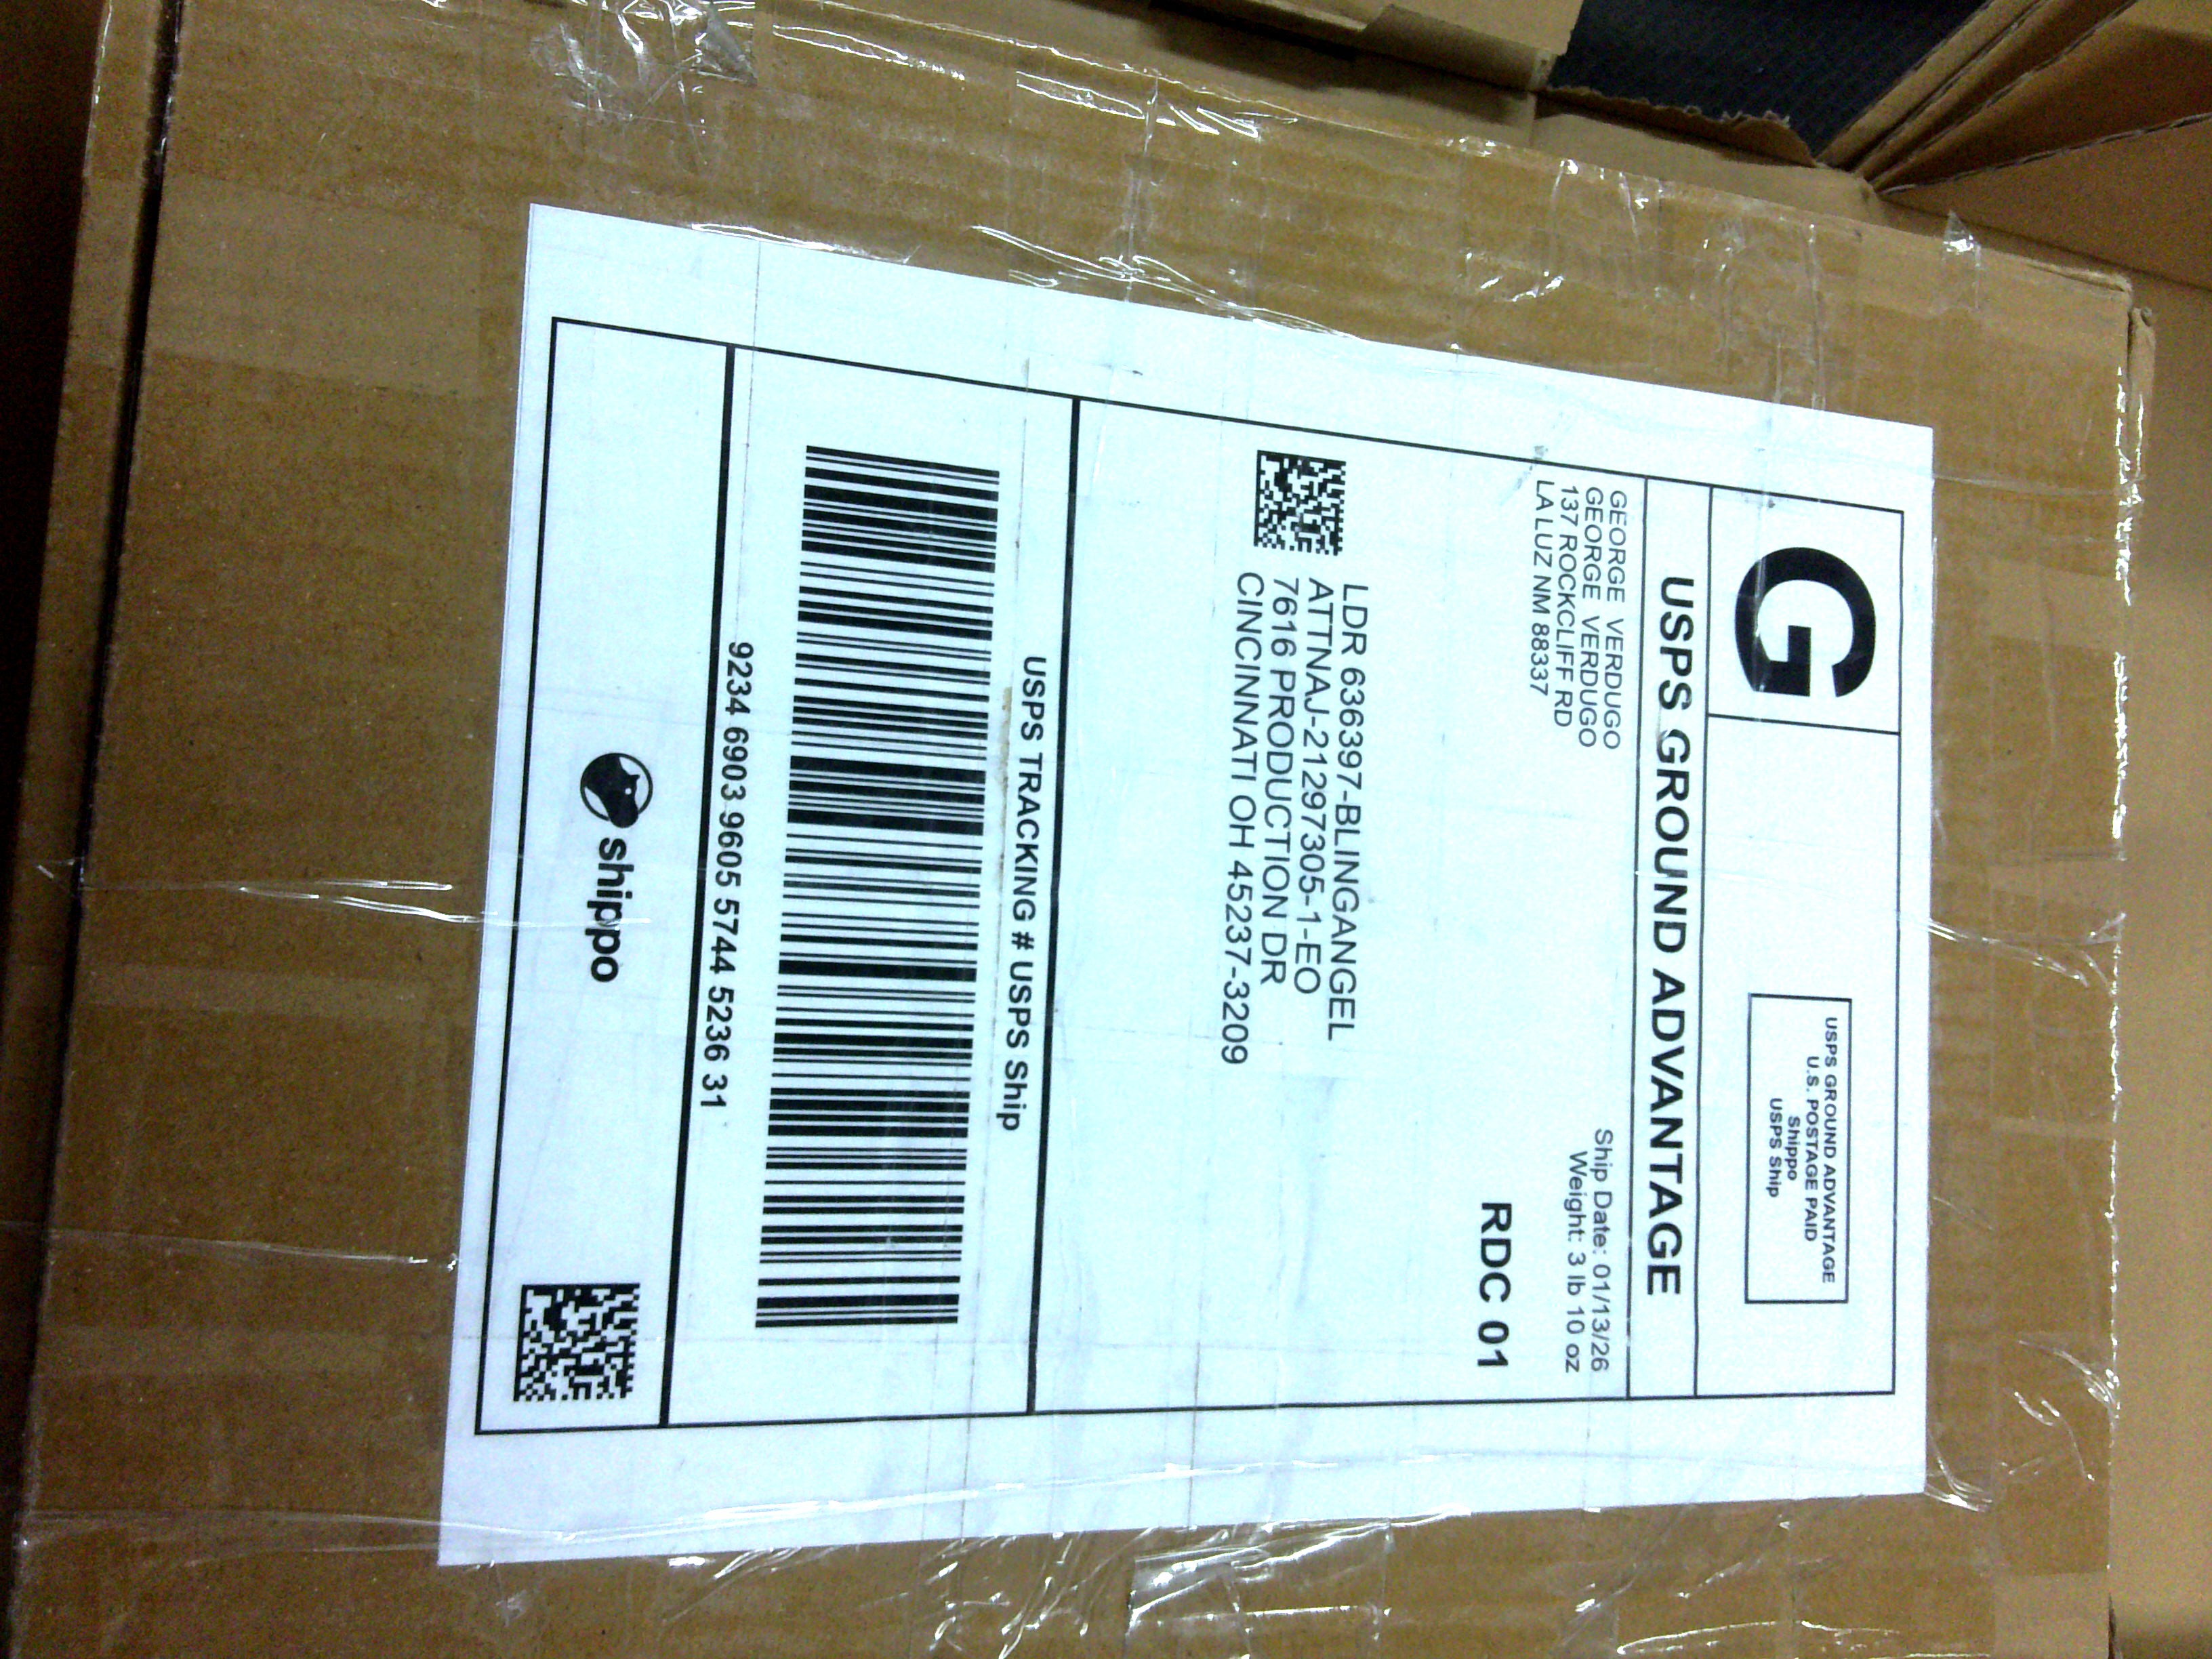 G
USPS GROUND ADVANTAGE
U.S. POSTAGE PAID
Shippo
USPS Ship
USPS GROUND ADVANTAGE
GEORGE VERDUGO
GEORGE VERDUGO
137 ROCKCLIFF RD
LA LUZ NM 88337
Ship Date: 01/13/26
Weight: 3 lb 10 oz
RDC 01
LDR 636397-BLINGANGEL
ATTNAJ-21297305-1-EO
7616 PRODUCTION DR
CINCINNATI OH 45237-3209
USPS TRACKING # USPS Ship
9234 6903 9605 5744 5236 31
shippo